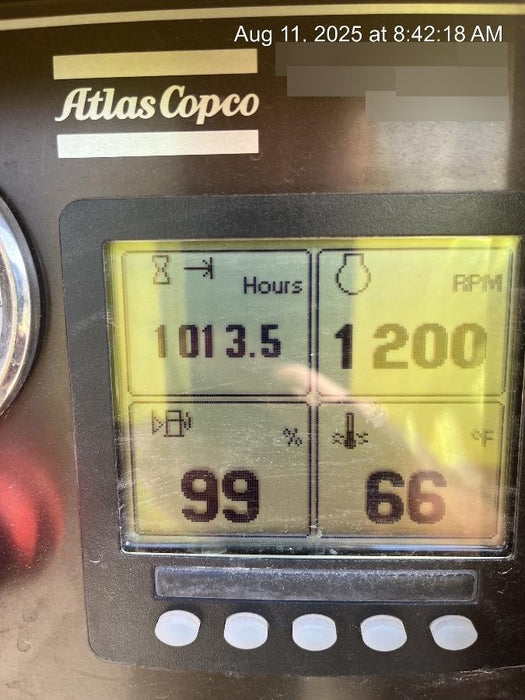 Aug 11, 2025 at 8:42:18 AM
Atlas Copco
Hours
1013.5
RPM
1200
%
99
°F
66